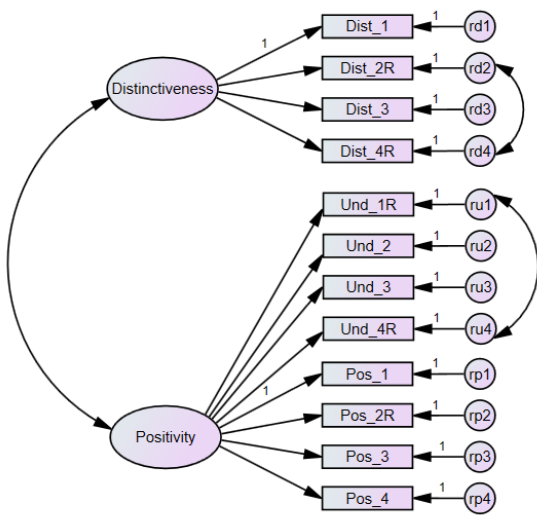 Dist_1 1 rd1
1
Dist_2R 1 rd2
Distinctiveness
Dist_3 1 rd3
Dist_4R 1 rd4
Und_1R 1 ru1
Und_2 1 ru2
Und_3 1 ru3
Und_4R 1 ru4
Pos_1 1 rp1
1
Pos_2R 1 rp2
Positivity
Pos_3 1 rp3
Pos_4 1 rp4